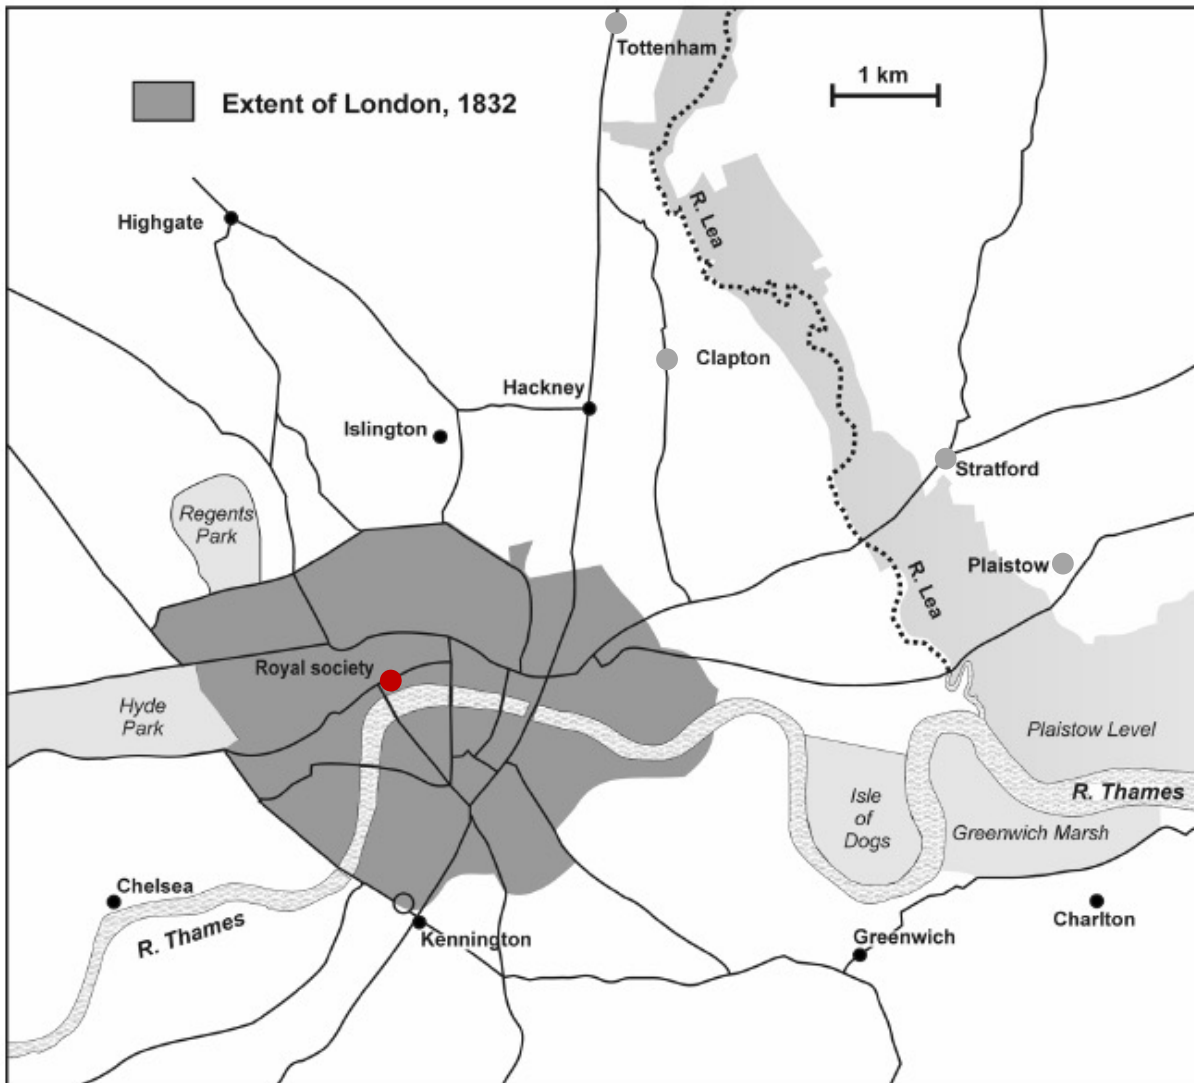 Tottenham
1 km
Extent of London, 1832
R. Lea
Highgate
Clapton
Hackney
Islington
Stratford
Regents
Park
Plaistow
R. Lea
Royal society
Hyde
Park
Plaistow Level
R. Thames
Isle
of
Dogs
Greenwich Marsh
Chelsea
R. Thames
Charlton
Kennington
Greenwich